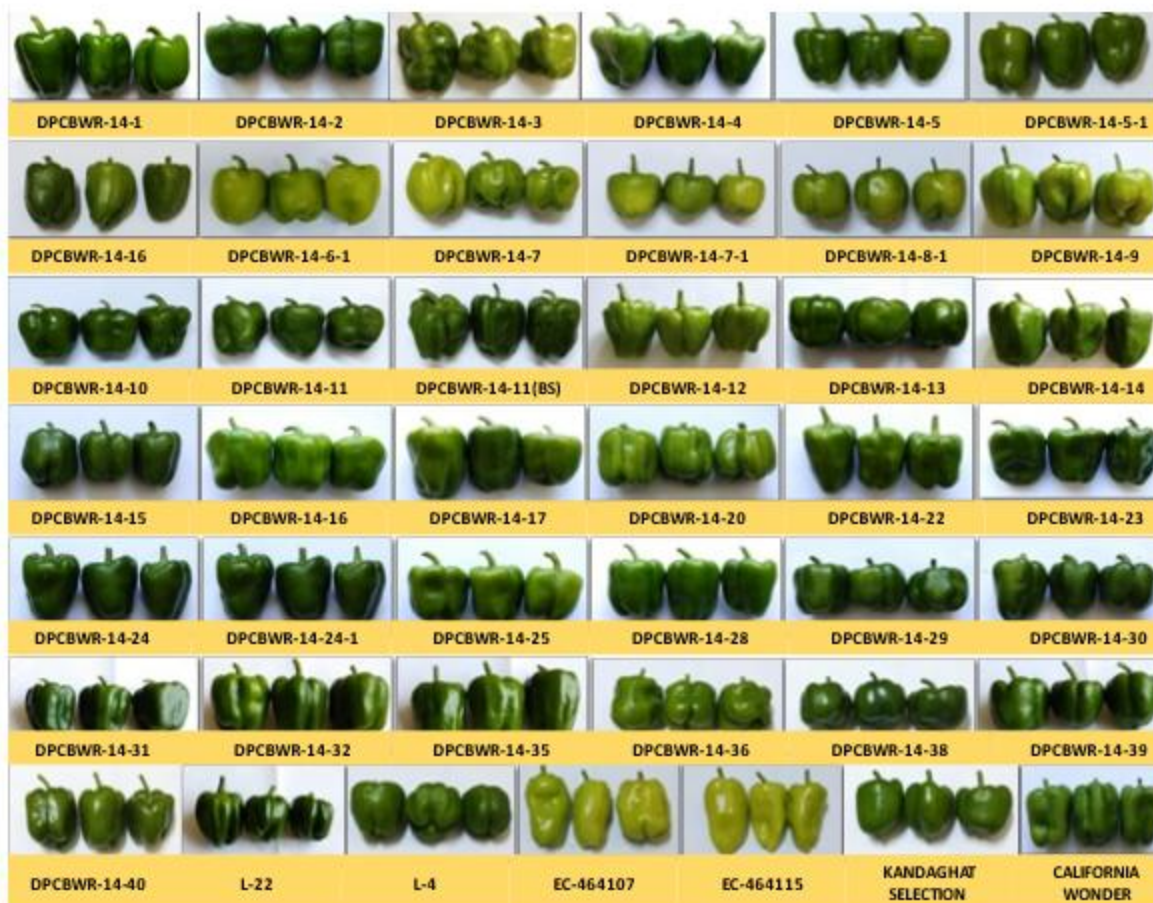 DPCBWR-14-1 DPCBWR-14-2 DPCBWR-14-3 DPCBWR-14-4 DPCBWR-14-5 DPCBWR-14-5-1
DPCBWR-14-16 DPCBWR-14-6-1 DPCBWR-14-7 DPCBWR-14-7-1 DPCBWR-14-8-1 DPCBWR-14-9
DPCBWR-14-10 DPCBWR-14-11 DPCBWR-14-11(BS) DPCBWR-14-12 DPCBWR-14-13 DPCBWR-14-14
DPCBWR-14-15 DPCBWR-14-16 DPCBWR-14-17 DPCBWR-14-20 DPCBWR-14-22 DPCBWR-14-23
DPCBWR-14-24 DPCBWR-14-24-1 DPCBWR-14-25 DPCBWR-14-28 DPCBWR-14-29 DPCBWR-14-30
DPCBWR-14-31 DPCBWR-14-32 DPCBWR-14-35 DPCBWR-14-36 DPCBWR-14-38 DPCBWR-14-39
DPCBWR-14-40 L-22 L-4 EC-464107 EC-464115 KANDAGHAT SELECTION CALIFORNIA WONDER